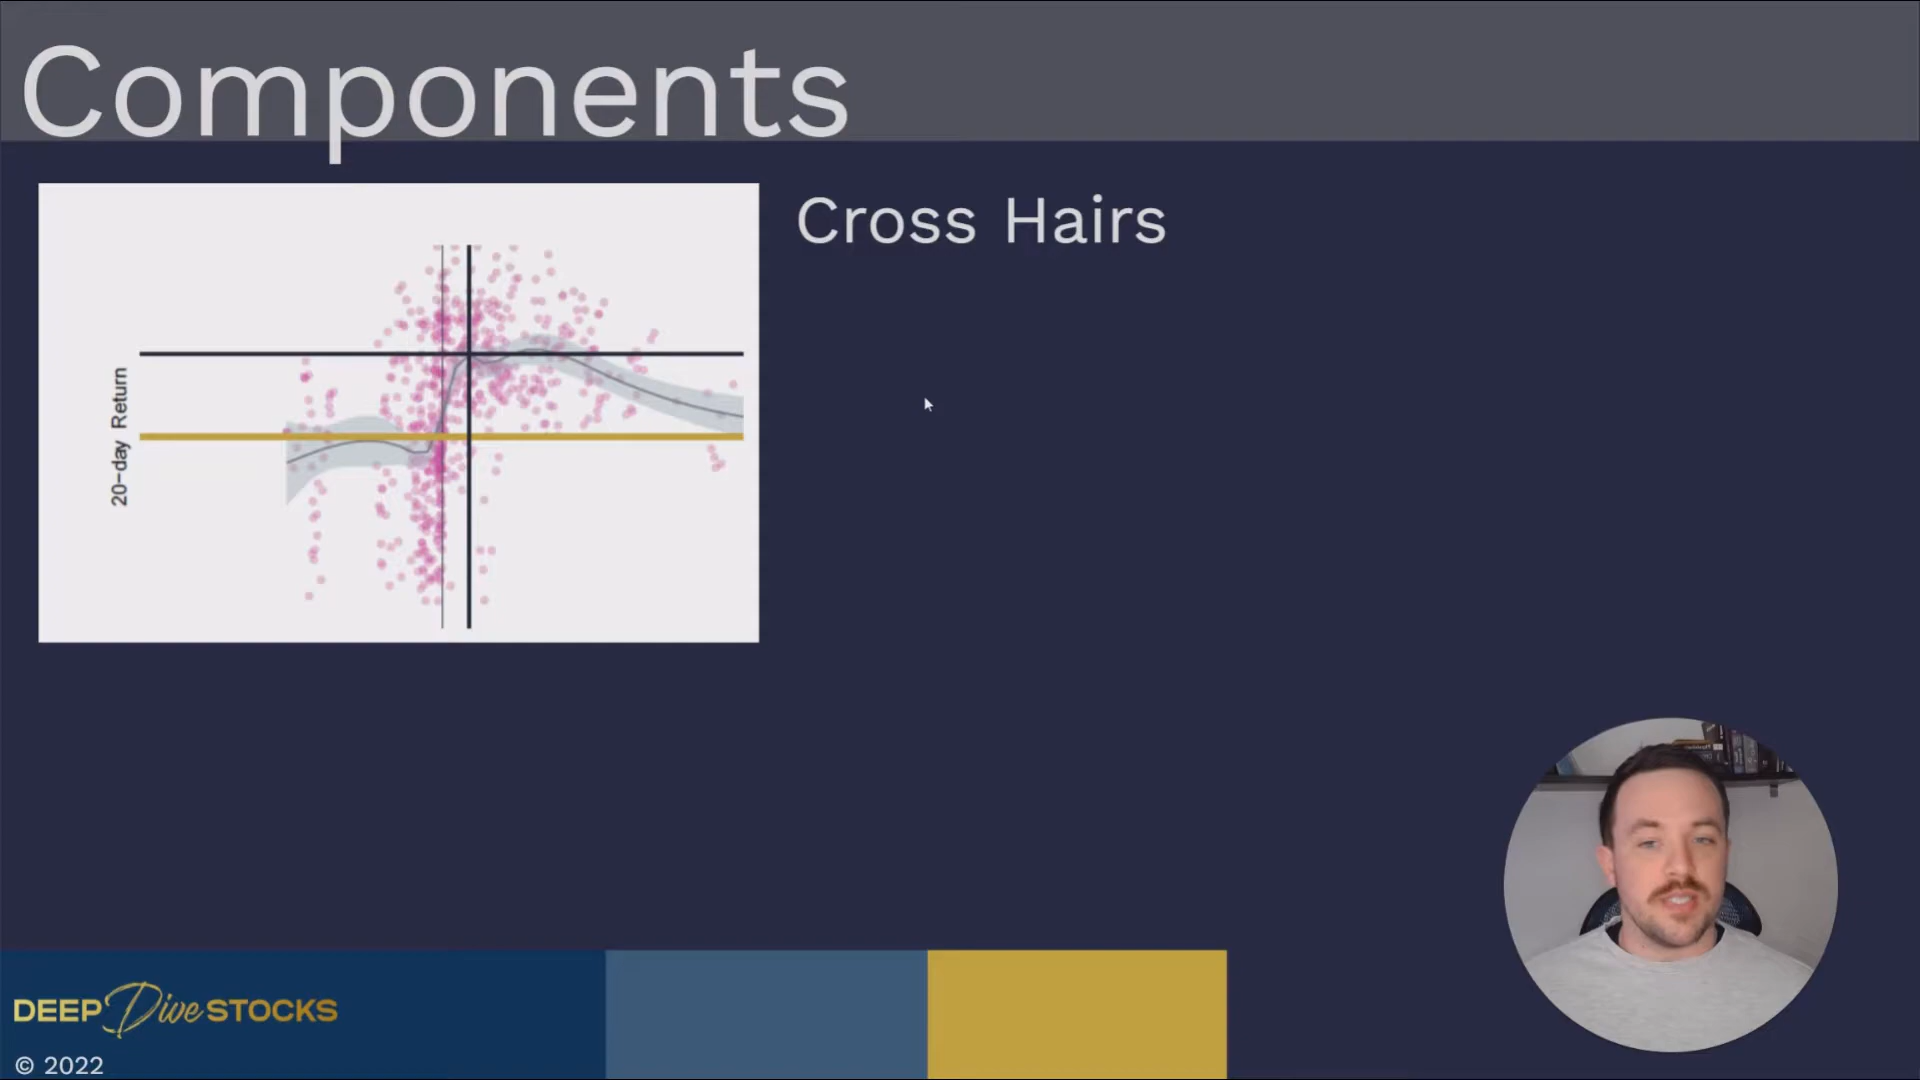 Components
Cross Hairs
20-day Return
DEEP Dive STOCKS
© 2022